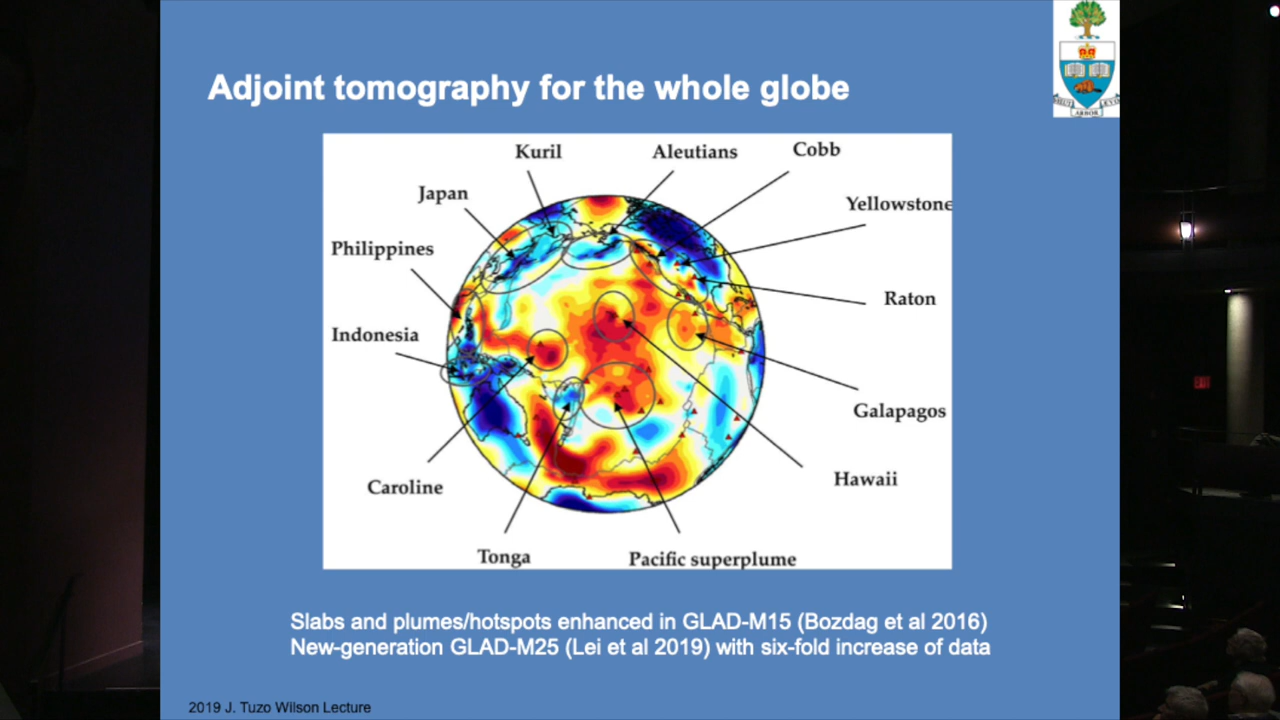 Adjoint tomography for the whole globe
Kuril
Aleutians
Cobb
Japan
Yellowstone
Philippines
Raton
Indonesia
Galapagos
Hawaii
Caroline
Tonga
Pacific superplume
Slabs and plumes/hotspots enhanced in GLAD-M15 (Bozdag et al 2016)
New-generation GLAD-M25 (Lei et al 2019) with six-fold increase of data
2019 J. Tuzo Wilson Lecture
ARBOR